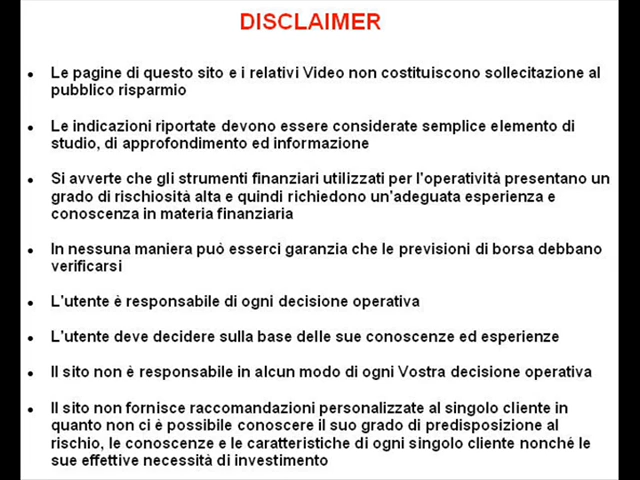 DISCLAIMER
• Le pagine di questo sito e i relativi Video non costituiscono sollecitazione al
pubblico risparmio
• Le indicazioni riportate devono essere considerate semplice elemento di
studio, di approfondimento ed informazione
• Si avverte che gli strumenti finanziari utilizzati per l'operatività presentano un
grado di rischiosità alta e quindi richiedono un'adeguata esperienza e
conoscenza in materia finanziaria
• In nessuna maniera può esserci garanzia che le previsioni di borsa debbano
verificarsi
• L'utente è responsabile di ogni decisione operativa
• L'utente deve decidere sulla base delle sue conoscenze ed esperienze
• Il sito non è responsabile in alcun modo di ogni Vostra decisione operativa
• Il sito non fornisce raccomandazioni personalizzate al singolo cliente in
quanto non ci è possibile conoscere il suo grado di predisposizione al
rischio, le conoscenze e le caratteristiche di ogni singolo cliente nonché le
sue effettive necessità di investimento